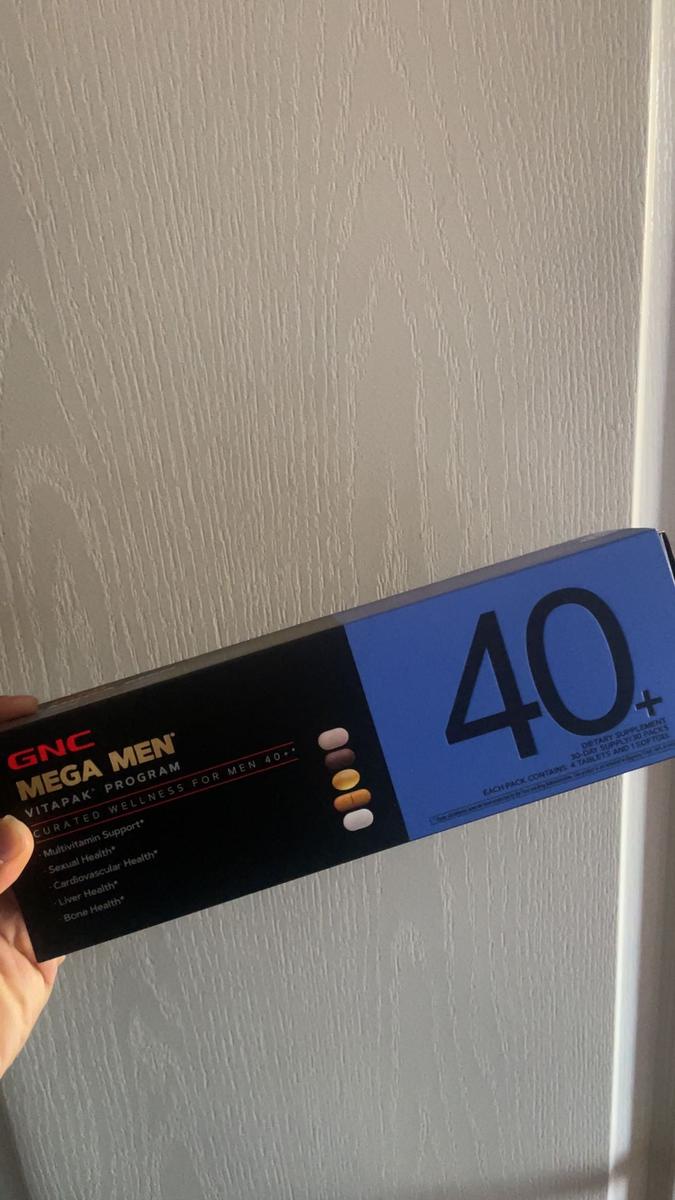 GNC
MEGA MEN®
VITAPAK® PROGRAM
CURATED WELLNESS FOR MEN 40+*
· Multivitamin Support*
· Sexual Health*
· Cardiovascular Health*
· Liver Health*
· Bone Health*
40+
DIETARY SUPPLEMENT
30-DAY SUPPLY/30 PACKS
EACH PACK CONTAINS: 4 TABLETS AND 1 SOFTGEL